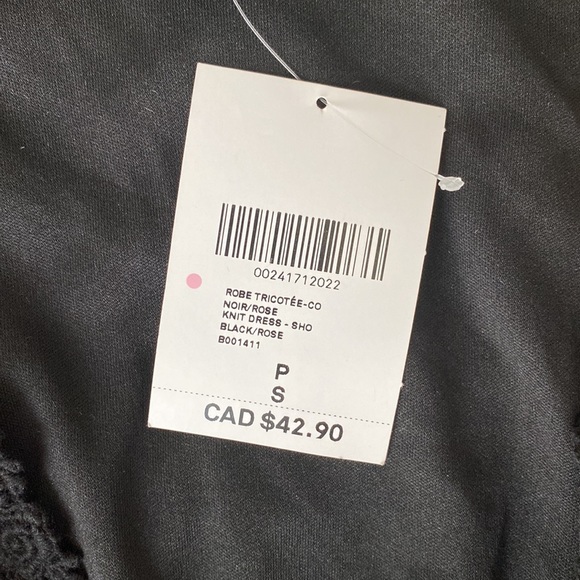 00241712022
ROBE TRICOTÉE-CO
NOIR/ROSE
KNIT DRESS - SHO
BLACK/ROSE
B001411
P
S
CAD $42.90